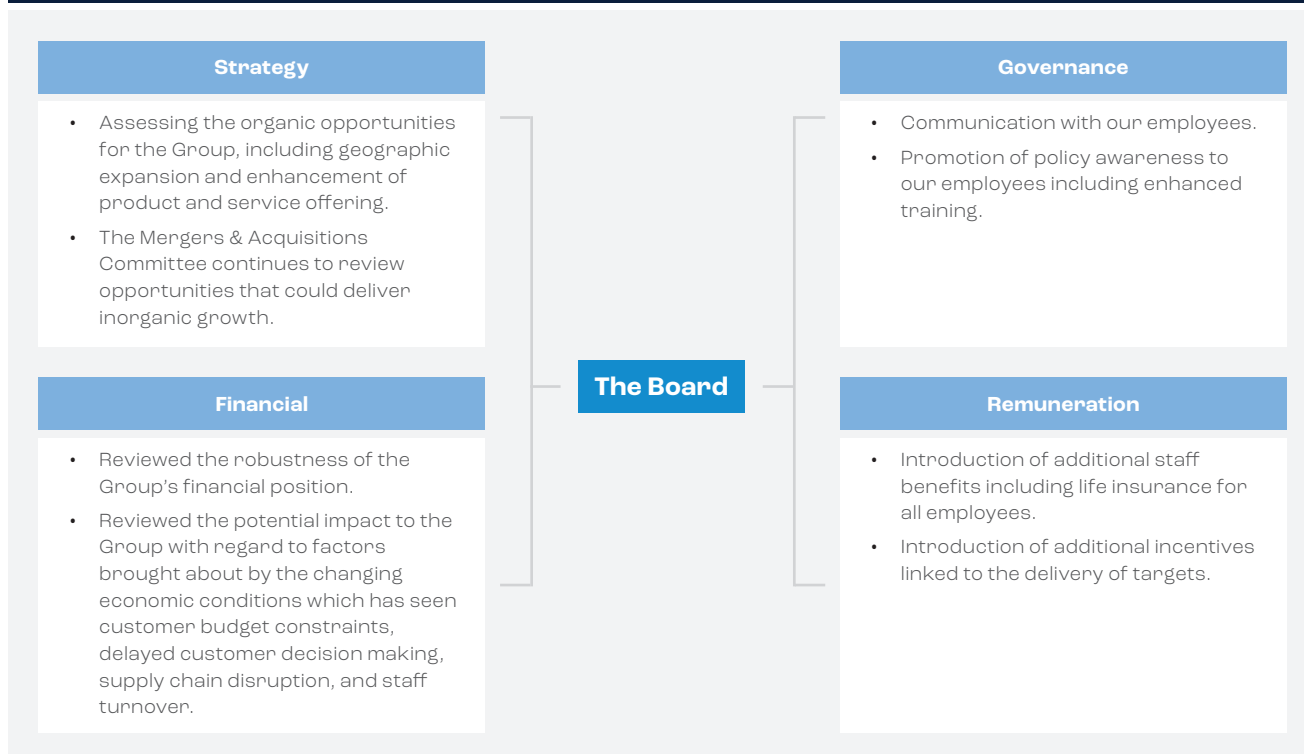 Strategy
• Assessing the organic opportunities
for the Group, including geographic
expansion and enhancement of
product and service offering.
• The Mergers & Acquisitions
Committee continues to review
opportunities that could deliver
inorganic growth.
Financial
• Reviewed the robustness of the
Group's financial position.
• Reviewed the potential impact to the
Group with regard to factors
brought about by the changing
economic conditions which has seen
customer budget constraints,
delayed customer decision making,
supply chain disruption, and staff
turnover.
The Board
Governance
• Communication with our employees.
• Promotion of policy awareness to
our employees including enhanced
training.
Remuneration
• Introduction of additional staff
benefits including life insurance for
all employees.
• Introduction of additional incentives
linked to the delivery of targets.